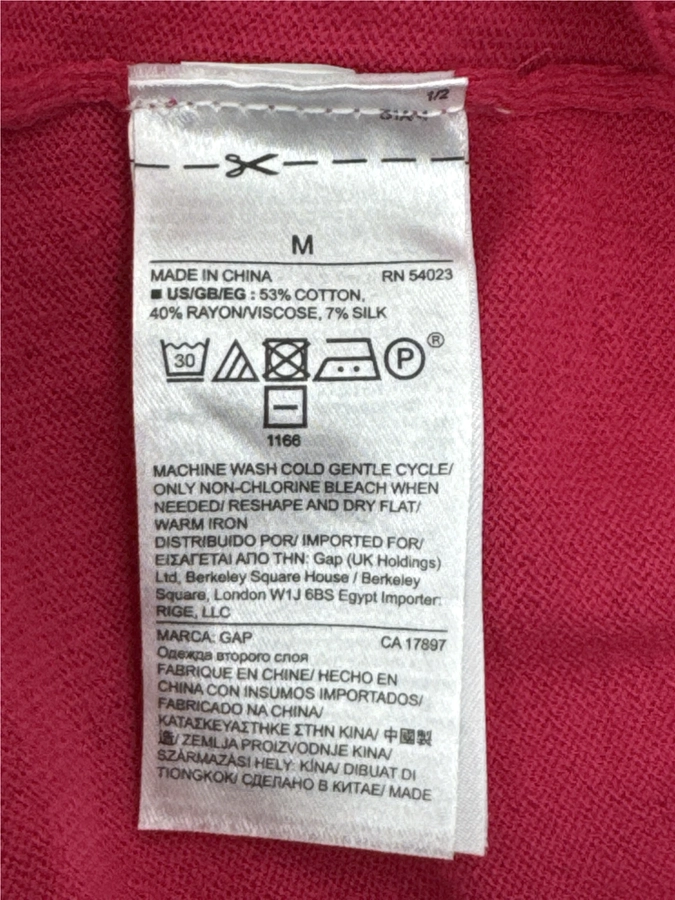 1/2
M
MADE IN CHINA RN 54023
■ US/GB/EG : 53% COTTON,
40% RAYON/VISCOSE, 7% SILK
30 P ®
1166
MACHINE WASH COLD GENTLE CYCLE/
ONLY NON-CHLORINE BLEACH WHEN
NEEDED/ RESHAPE AND DRY FLAT/
WARM IRON
DISTRIBUIDO POR/ IMPORTED FOR/
ΕΙΣΑΓΕΤΑΙ ΑΠΟ ΤΗΝ: Gap (UK Holdings)
Ltd, Berkeley Square House / Berkeley
Square, London W1J 6BS Egypt Importer:
RIGE, LLC
MARCA: GAP CA 17897
Одежда второго слоя
FABRIQUE EN CHINE/ HECHO EN
CHINA CON INSUMOS IMPORTADOS/
FABRICADO NA CHINA/
ΚΑΤΑΣΚΕΥΑΣΤΗΚΕ ΣΤΗΝ ΚΙΝΑ/ 中國製
造/ ZEMLJA PROIZVODNJE KINA/
SZÁRMAZÁSI HELY: KÍNA/ DIBUAT DI
TIONGKOK/ СДЕЛАНО В КИТАЕ/ MADE